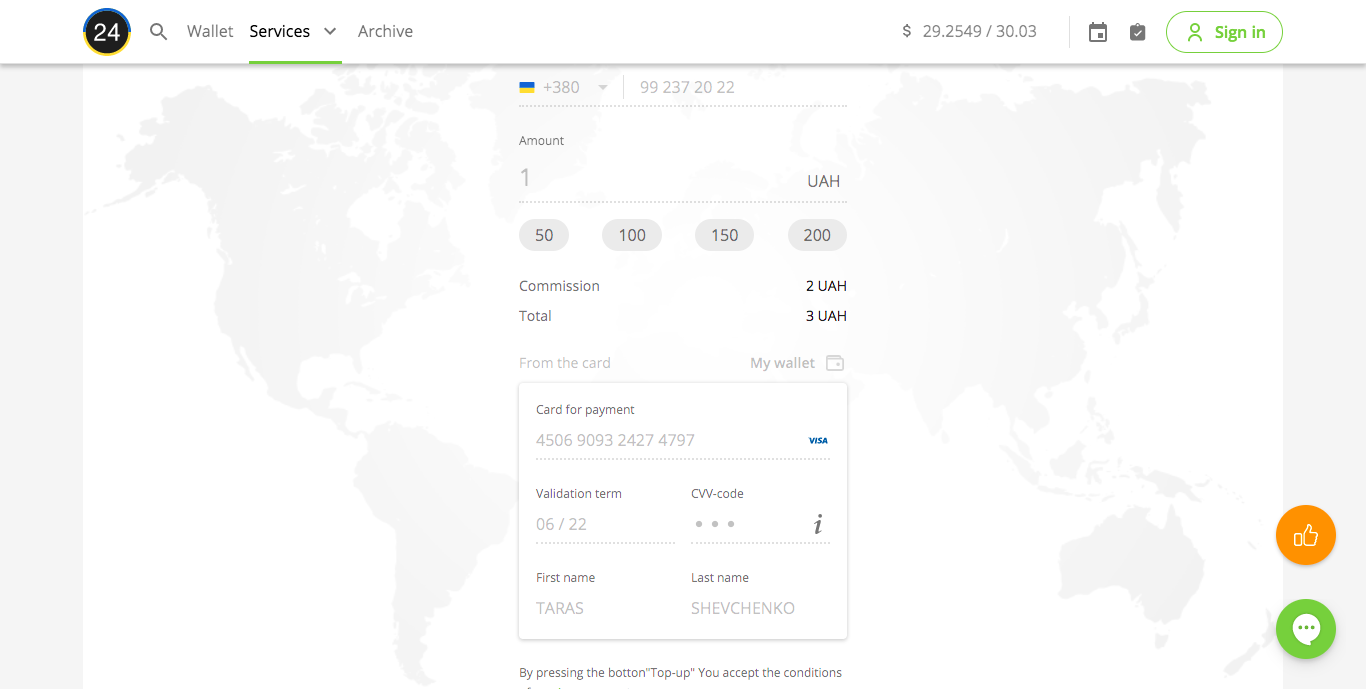 24 Wallet Services Archive $ 29.2549 / 30.03 Sign in
+380 99 237 20 22
Amount
1 UAH
50 100 150 200
Commission 2 UAH
Total 3 UAH
From the card My wallet
Card for payment
4506 9093 2427 4797 VISA
Validation term CVV-code
06 / 22 i
First name Last name
TARAS SHEVCHENKO
By pressing the botton"Top-up" You accept the conditions